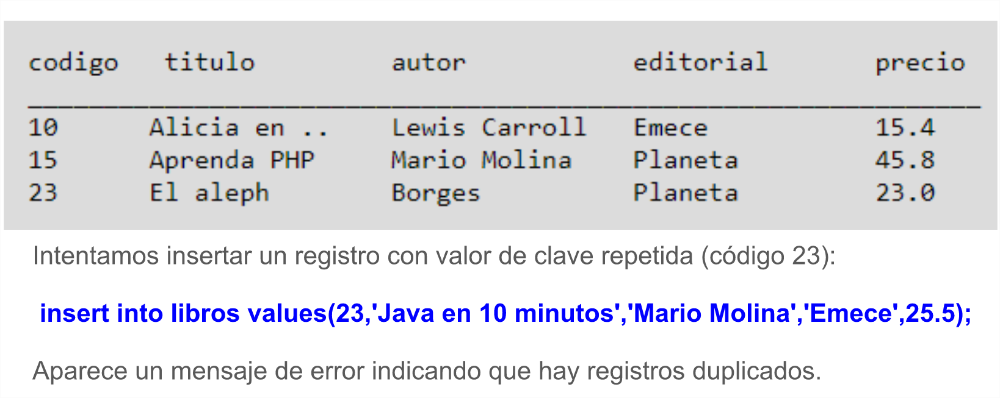 codigo titulo autor editorial precio
10 Alicia en .. Lewis Carroll Emece 15.4
15 Aprenda PHP Mario Molina Planeta 45.8
23 El aleph Borges Planeta 23.0
Intentamos insertar un registro con valor de clave repetida (código 23):
insert into libros values(23,'Java en 10 minutos','Mario Molina','Emece',25.5);
Aparece un mensaje de error indicando que hay registros duplicados.